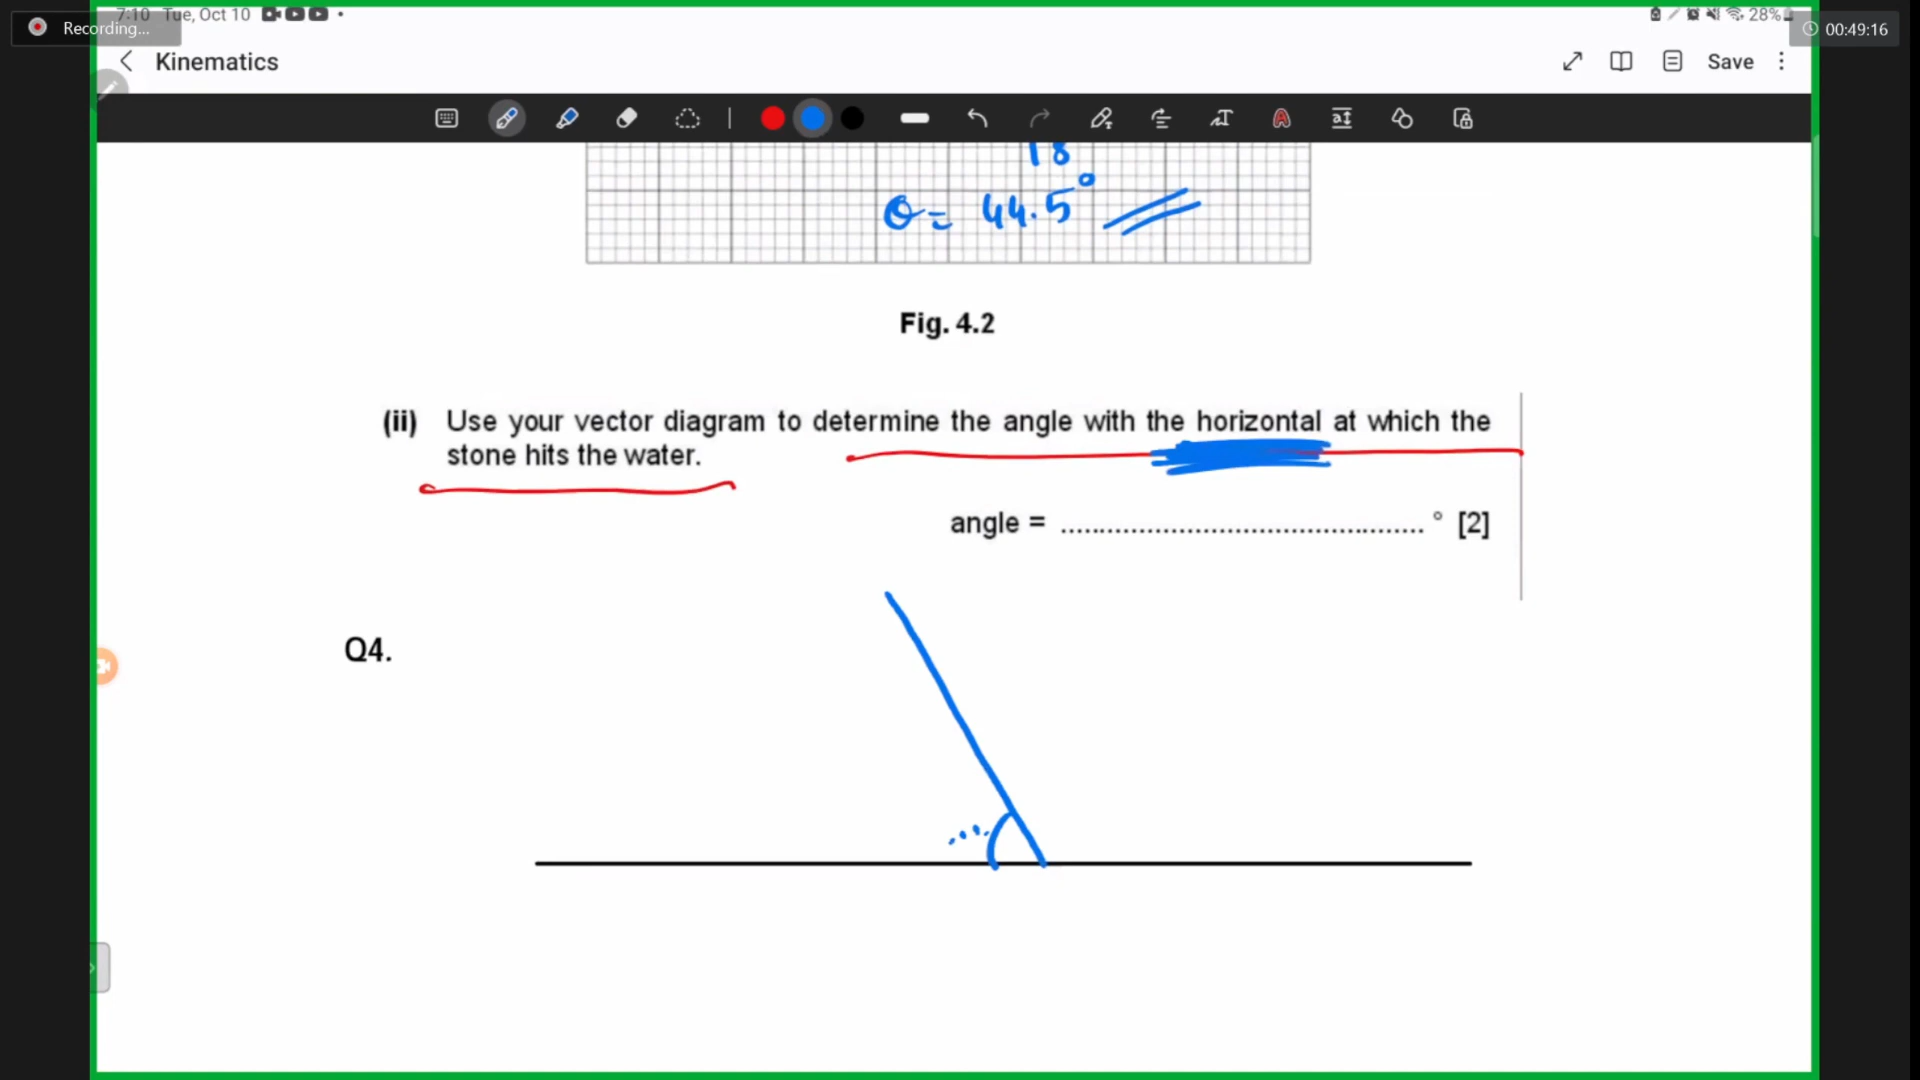 7:10 Tue, Oct 10
28%
Recording...
00:49:16
Kinematics
Save
18
θ = 44.5°
Fig. 4.2
(ii) Use your vector diagram to determine the angle with the horizontal at which the
stone hits the water.
angle = ................................................ ° [2]
Q4.